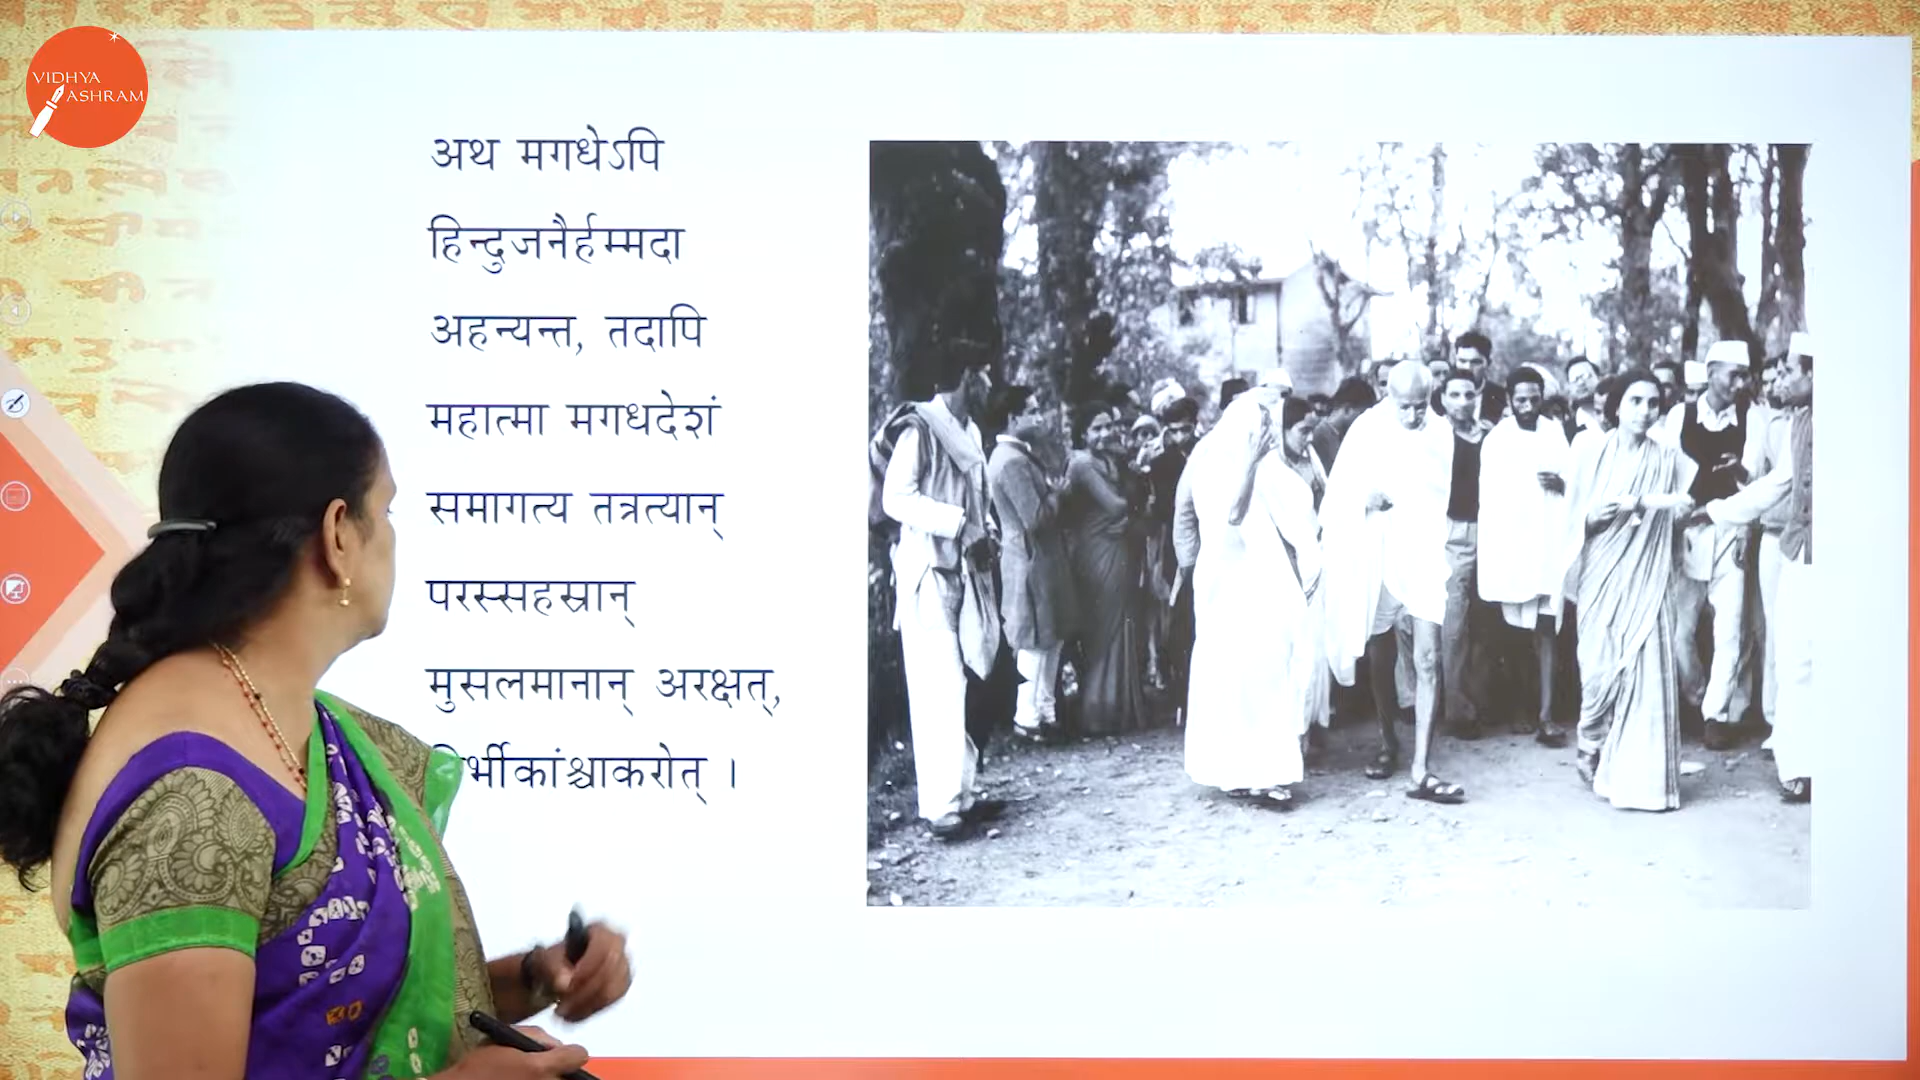 VIDHYA
ASHRAM
अथ मगधेऽपि
हिन्दुजनैर्हम्मदा
अहन्यन्त, तदापि
महात्मा मगधदेशं
समागत्य तत्रत्यान्
परस्सहस्रान्
मुसलमानान् अरक्षत्,